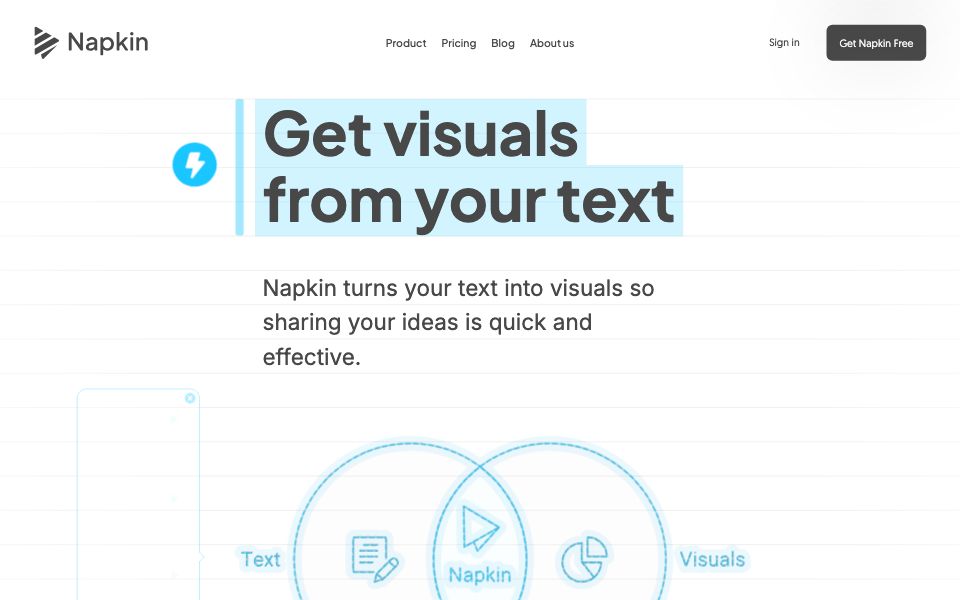 Napkin
Product Pricing Blog About us
Sign in
Get Napkin Free
Get visuals
from your text
Napkin turns your text into visuals so
sharing your ideas is quick and
effective.
Text
Napkin
Visuals